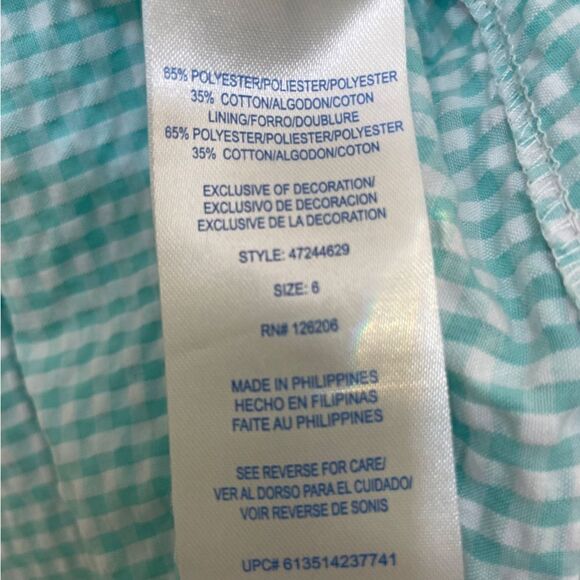 65% POLYESTER/POLIESTER/POLYESTER
35% COTTON/ALGODON/COTON
LINING/FORRO/DOUBLURE
65% POLYESTER/POLIESTER/POLYESTER
35% COTTON/ALGODON/COTON
EXCLUSIVE OF DECORATION/
EXCLUSIVO DE DECORACION
EXCLUSIVE DE LA DECORATION
STYLE: 47244629
SIZE: 6
RN# 126206
MADE IN PHILIPPINES
HECHO EN FILIPINAS
FAITE AU PHILIPPINES
SEE REVERSE FOR CARE/
VER AL DORSO PARA EL CUIDADO/
VOIR REVERSE DE SONIS
UPC# 613514237741